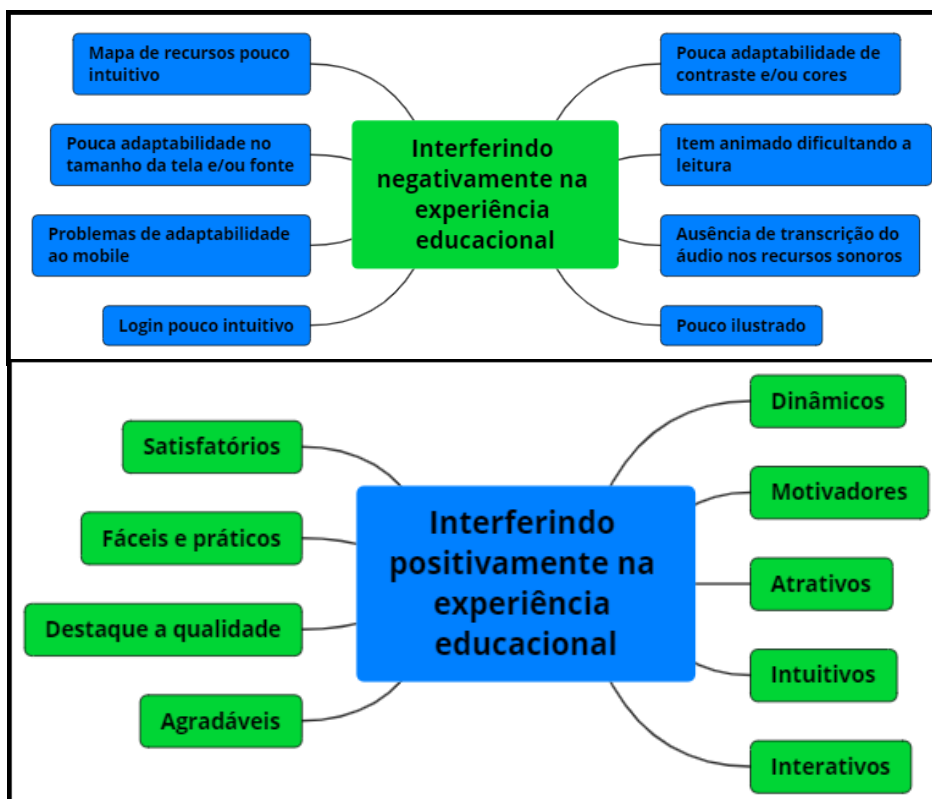 Mapa de recursos pouco
intuitivo
Pouca adaptabilidade no
tamanho da tela e/ou fonte
Problemas de adaptabilidade
ao mobile
Login pouco intuitivo
Interferindo
negativamente na
experiência
educacional
Pouca adaptabilidade de
contraste e/ou cores
Item animado dificultando a
leitura
Ausência de transcrição do
áudio nos recursos sonoros
Pouco ilustrado
Satisfatórios
Fáceis e práticos
Destaque a qualidade
Agradáveis
Interferindo
positivamente na
experiência
educacional
Dinâmicos
Motivadores
Atrativos
Intuitivos
Interativos